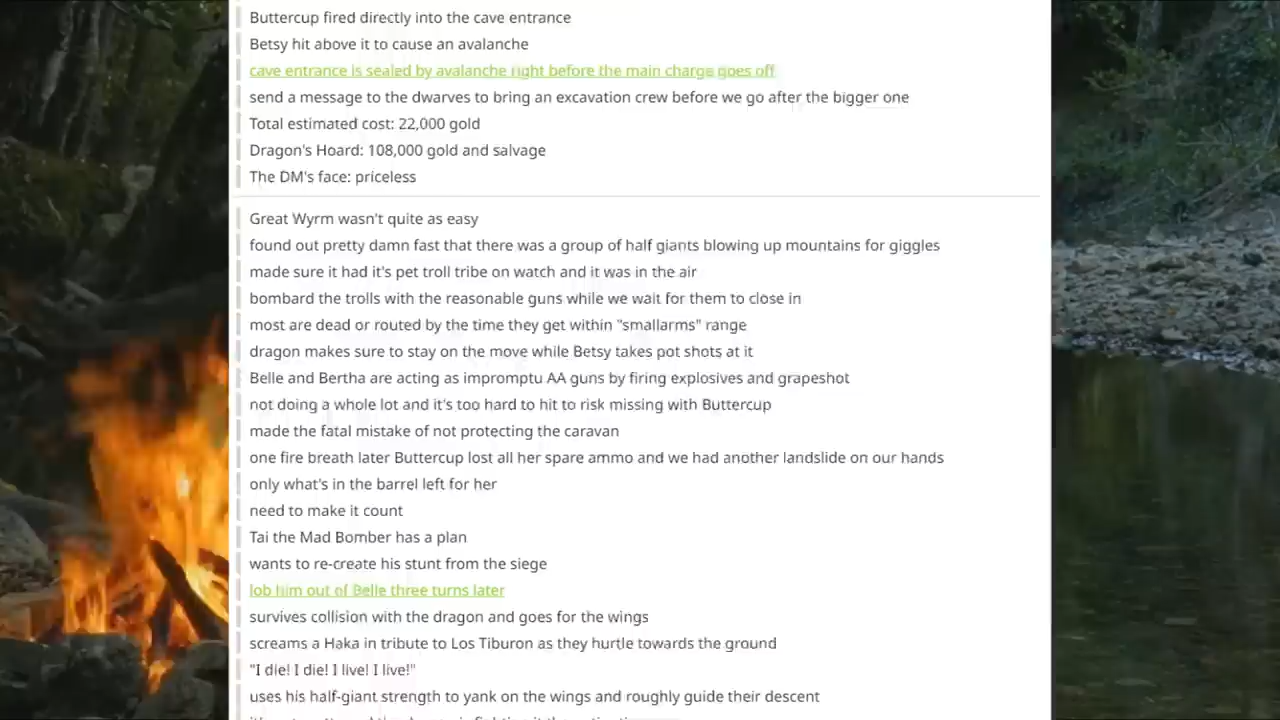 Buttercup fired directly into the cave entrance
Betsy hit above it to cause an avalanche
cave entrance is sealed by avalanche right before the main charge goes off
send a message to the dwarves to bring an excavation crew before we go after the bigger one
Total estimated cost: 22,000 gold
Dragon's Hoard: 108,000 gold and salvage
The DM's face: priceless
Great Wyrm wasn't quite as easy
found out pretty damn fast that there was a group of half giants blowing up mountains for giggles
made sure it had it's pet troll tribe on watch and it was in the air
bombard the trolls with the reasonable guns while we wait for them to close in
most are dead or routed by the time they get within "smallarms" range
dragon makes sure to stay on the move while Betsy takes pot shots at it
Belle and Bertha are acting as impromptu AA guns by firing explosives and grapeshot
not doing a whole lot and it's too hard to hit to risk missing with Buttercup
made the fatal mistake of not protecting the caravan
one fire breath later Buttercup lost all her spare ammo and we had another landslide on our hands
only what's in the barrel left for her
need to make it count
Tai the Mad Bomber has a plan
wants to re-create his stunt from the siege
lob him out of Belle three turns later
survives collision with the dragon and goes for the wings
screams a Haka in tribute to Los Tiburon as they hurtle towards the ground
"I die! I die! I live! I live!"
uses his half-giant strength to yank on the wings and roughly guide their descent